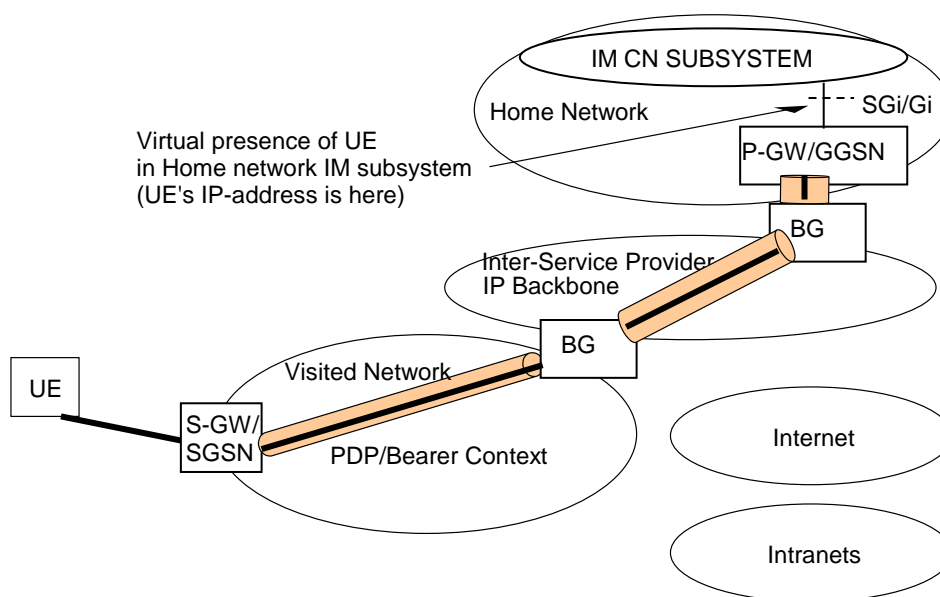 IM CN SUBSYSTEM
SGi/Gi
Home Network
Virtual presence of UE
in Home network IM subsystem
(UE's IP-address is here)
P-GW/GGSN
BG
Inter-Service Provider
IP Backbone
BG
Visited Network
UE
S-GW/
SGSN
PDP/Bearer Context
Internet
Intranets